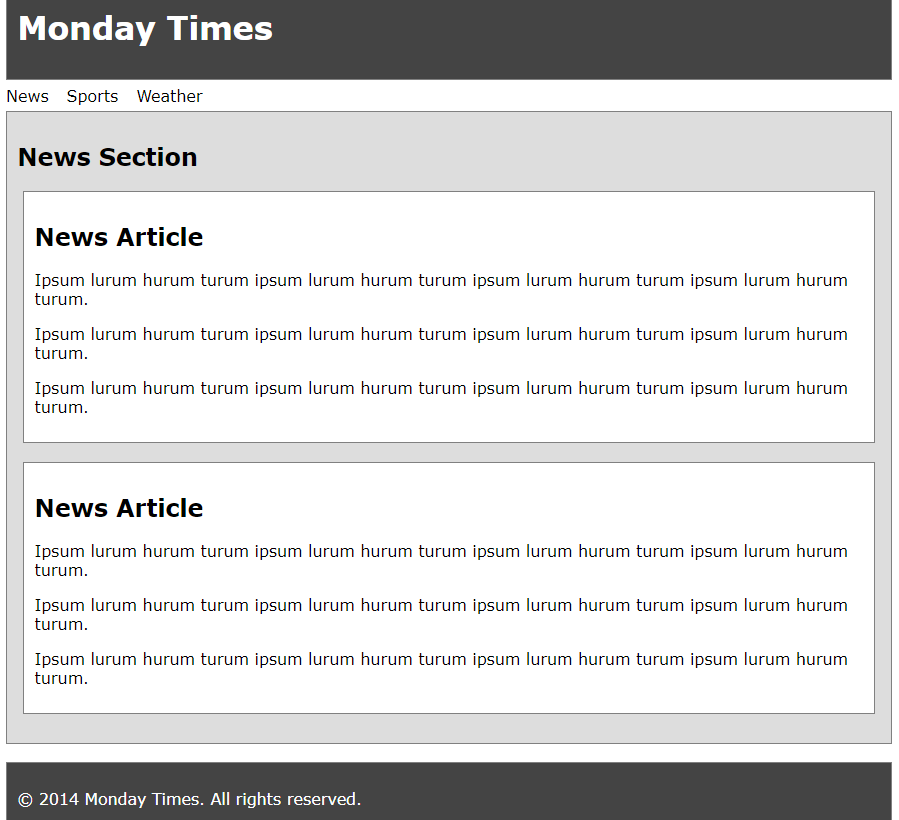 Monday Times
News Sports Weather
News Section
News Article
Ipsum lurum hurum turum ipsum lurum hurum turum ipsum lurum hurum turum ipsum lurum hurum
turum.
Ipsum lurum hurum turum ipsum lurum hurum turum ipsum lurum hurum turum ipsum lurum hurum
turum.
Ipsum lurum hurum turum ipsum lurum hurum turum ipsum lurum hurum turum ipsum lurum hurum
turum.
News Article
Ipsum lurum hurum turum ipsum lurum hurum turum ipsum lurum hurum turum ipsum lurum hurum
turum.
Ipsum lurum hurum turum ipsum lurum hurum turum ipsum lurum hurum turum ipsum lurum hurum
turum.
Ipsum lurum hurum turum ipsum lurum hurum turum ipsum lurum hurum turum ipsum lurum hurum
turum.
© 2014 Monday Times. All rights reserved.